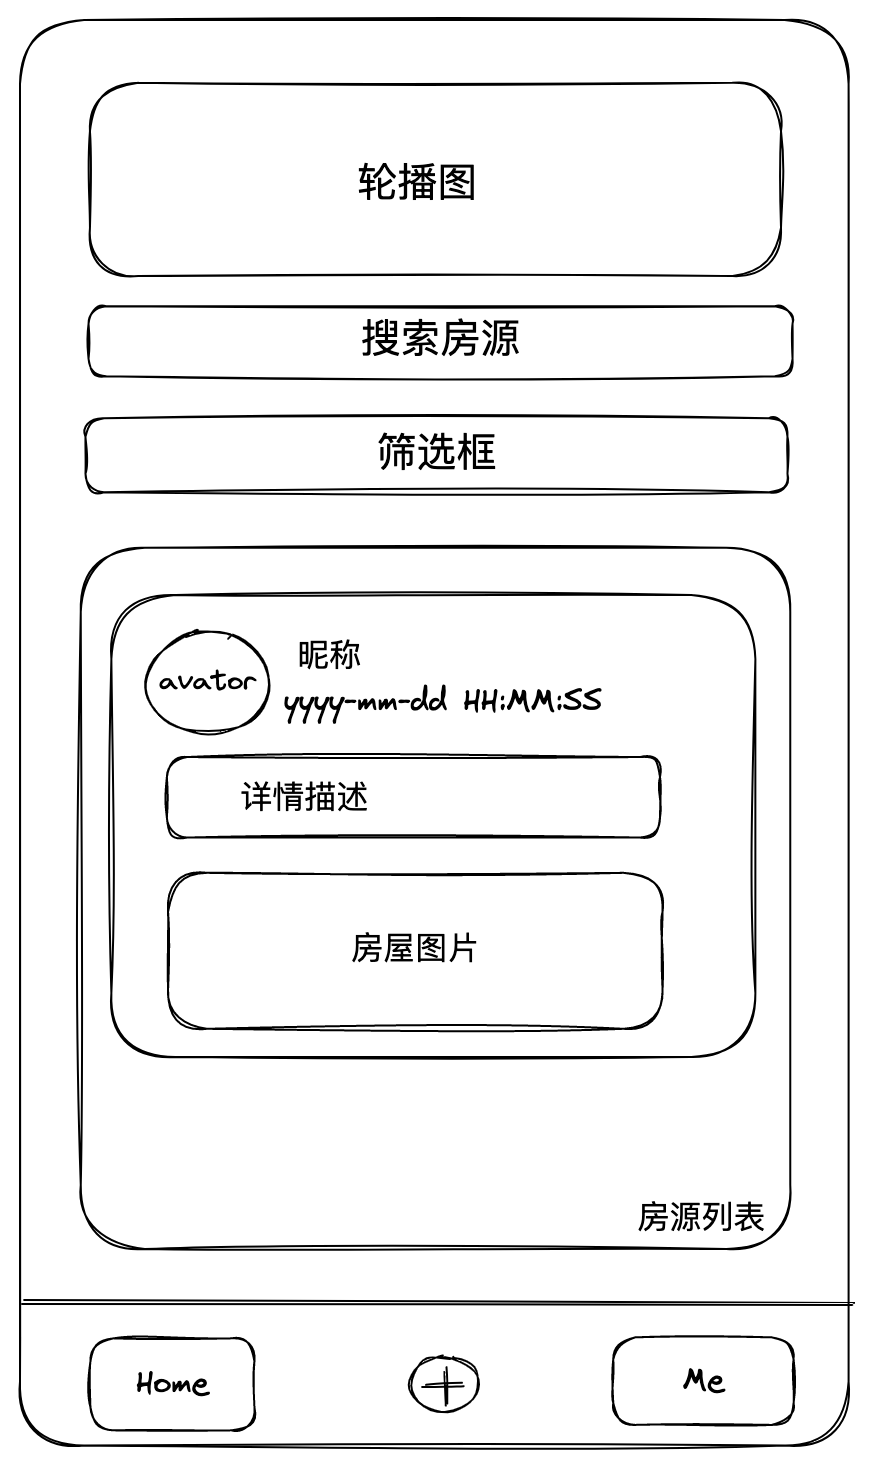 轮播图
搜索房源
筛选框
avator
昵称
yyyy-mm-dd HH:MM:SS
详情描述
房屋图片
房源列表
Home
+
Me